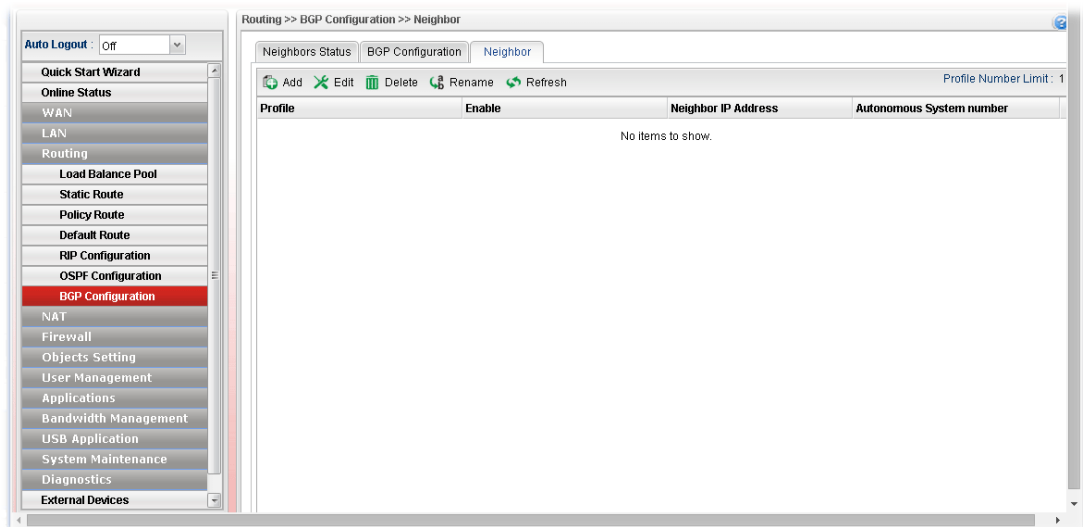 Routing >> BGP Configuration >> Neighbor
Auto Logout : Off
Quick Start Wizard
Online Status
WAN
LAN
Routing
Load Balance Pool
Static Route
Policy Route
Default Route
RIP Configuration
OSPF Configuration
BGP Configuration
NAT
Firewall
Objects Setting
User Management
Applications
Bandwidth Management
USB Application
System Maintenance
Diagnostics
External Devices
Neighbors Status BGP Configuration Neighbor
Add Edit Delete Rename Refresh Profile Number Limit : 1
Profile Enable Neighbor IP Address Autonomous System number
No items to show.